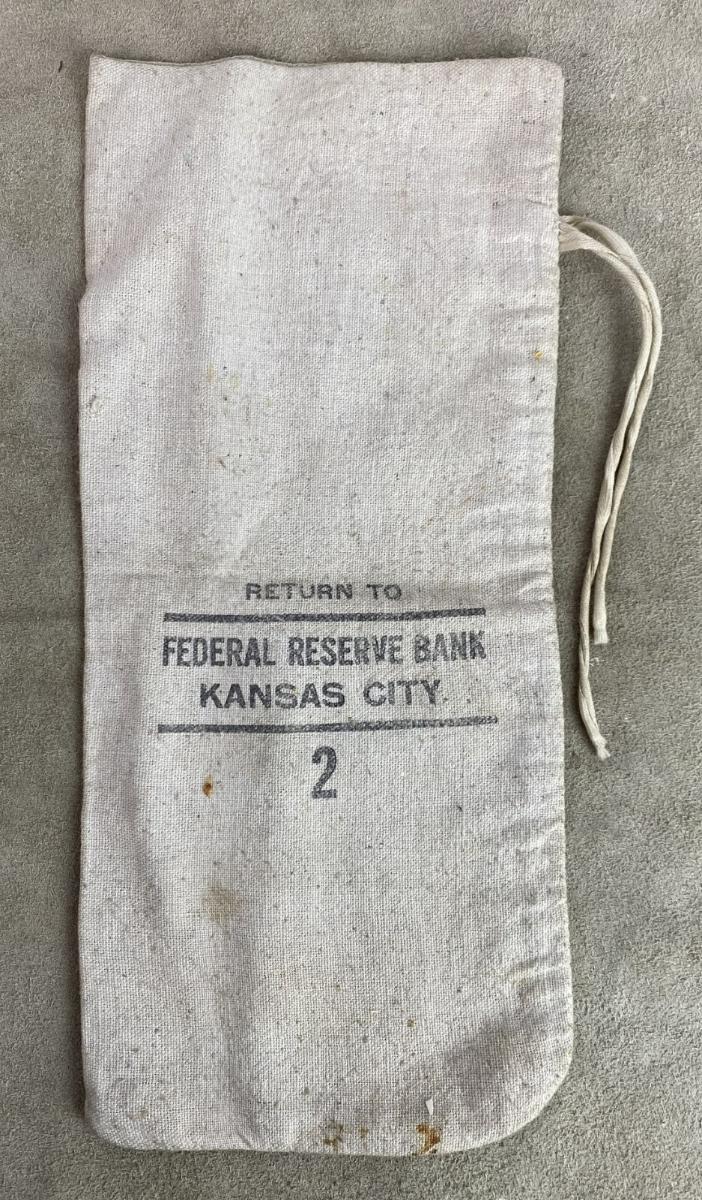 RETURN TO
FEDERAL RESERVE BANK
KANSAS CITY
2